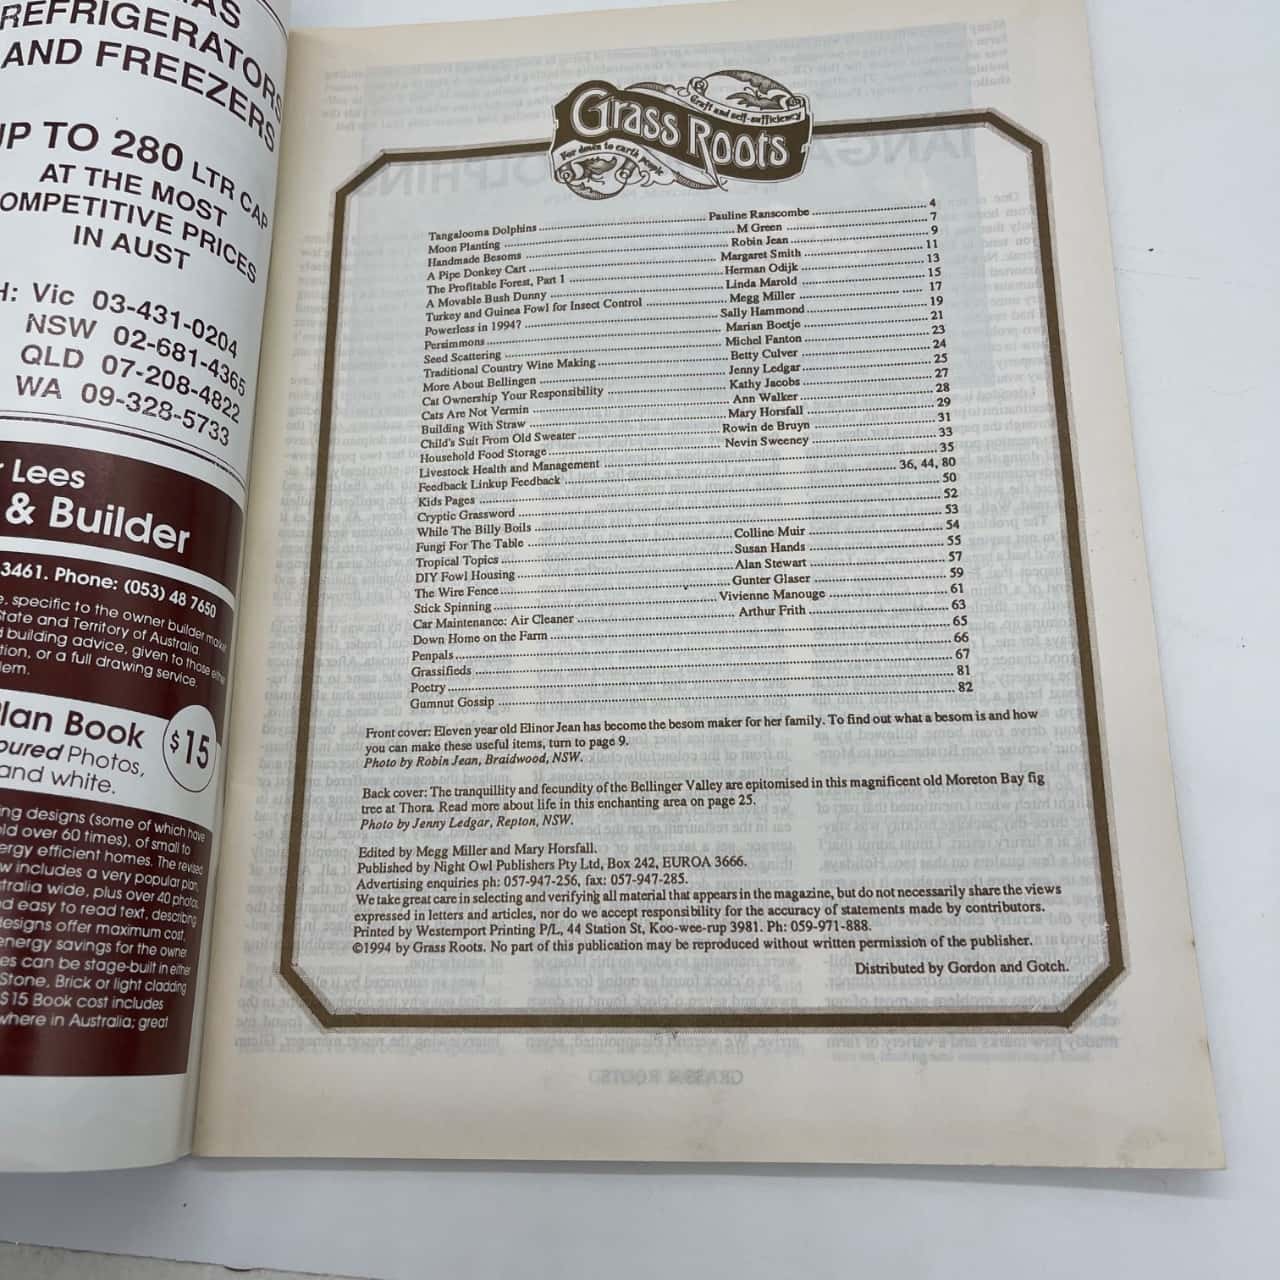 REFRIGERATORS
AND FREEZERS
UP TO 280 LTR CAP
AT THE MOST
COMPETITIVE PRICES
IN AUST
Vic 03-431-0204
NSW 02-681-4365
QLD 07-208-4822
WA 09-328-5733
Lees
& Builder
3461. Phone: (053) 48 7650
specific to the owner builder market
State and Territory of Australia.
building advice, given to those either
or a full drawing service.
Plan Book
Photos,
and white.
$15
designs (some of which have
over 60 times), of small to
energy efficient homes. The revised
includes a very popular plan,
wide, plus over 40 photos,
easy to read text, describing
designs offer maximum cost,
energy savings for the owner
can be stage-built in either
Stone, Brick or light cladding
$15 Book cost includes
where in Australia; great
Grass Roots
Craft and self-sufficiency
For down to earth people
Tangalooma Dolphins Pauline Ranscombe 4
Moon Planting M Green 7
Handmade Besoms Robin Jean 9
A Pipe Donkey Cart Margaret Smith 11
The Profitable Forest, Part 1 Herman Odijk 13
A Movable Bush Dunny Linda Marold 15
Turkey and Guinea Fowl for Insect Control Megg Miller 17
Powerless in 1994? Sally Hammond 19
Persimmons Marian Boetje 21
Seed Scattering Michel Fanton 23
Traditional Country Wine Making Betty Culver 24
More About Bellingen Jenny Ledgar 25
Cat Ownership Your Responsibility Kathy Jacobs 27
Cats Are Not Vermin Ann Walker 28
Building With Straw Mary Horsfall 29
Child's Suit From Old Sweater Rowin de Bruyn 31
Household Food Storage Nevin Sweeney 33
Livestock Health and Management 35
Feedback Linkup Feedback 36, 44, 80
Kids Pages 50
Cryptic Grassword 52
While The Billy Boils 53
Fungi For The Table Colline Muir 54
Tropical Topics Susan Hands 55
DIY Fowl Housing Alan Stewart 57
The Wire Fence Gunter Glaser 59
Stick Spinning Vivienne Manouge 61
Car Maintenance: Air Cleaner Arthur Frith 63
Down Home on the Farm 65
Penpals 66
Grassifieds 67
Poetry 81
Gumnut Gossip 82
Front cover: Eleven year old Elinor Jean has become the besom maker for her family. To find out what a besom is and how
you can make these useful items, turn to page 9.
Photo by Robin Jean, Braidwood, NSW.
Back cover: The tranquillity and fecundity of the Bellinger Valley are epitomised in this magnificent old Moreton Bay fig
tree at Thora. Read more about life in this enchanting area on page 25.
Photo by Jenny Ledgar, Repton, NSW.
Edited by Megg Miller and Mary Horsfall.
Published by Night Owl Publishers Pty Ltd, Box 242, EUROA 3666.
Advertising enquiries ph: 057-947-256, fax: 057-947-285.
We take great care in selecting and verifying all material that appears in the magazine, but do not necessarily share the views
expressed in letters and articles, nor do we accept responsibility for the accuracy of statements made by contributors.
Printed by Westernport Printing P/L, 44 Station St, Koo-wee-rup 3981. Ph: 059-971-888.
©1994 by Grass Roots. No part of this publication may be reproduced without written permission of the publisher.
Distributed by Gordon and Gotch.